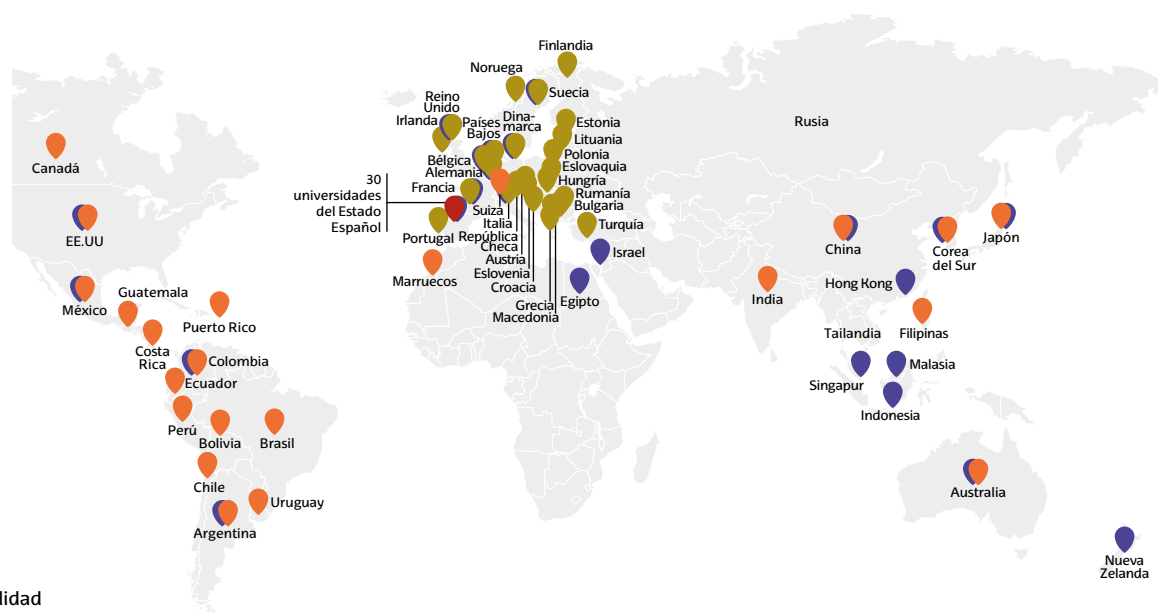 Finlandia
Noruega
Suecia
Reino
Unido
Irlanda
Países
Bajos
Dina-
marca
Estonia
Lituania
Polonia
Eslovaquia
Hungría
Rumanía
Bulgaria
Turquía
Bélgica
Alemania
Francia
30
universidades
del Estado
Español
Portugal
Suiza
Italia
República
Checa
Austria
Eslovenia
Croacia
Grecia
Macedonia
Marruecos
Israel
Egipto
Rusia
Canadá
EE.UU
México
Guatemala
Puerto Rico
Costa
Rica
Colombia
Ecuador
Perú
Bolivia
Brasil
Chile
Uruguay
Argentina
China
Corea
del Sur
Japón
India
Hong Kong
Tailandia
Filipinas
Singapur
Malasia
Indonesia
Australia
Nueva
Zelanda
lidad